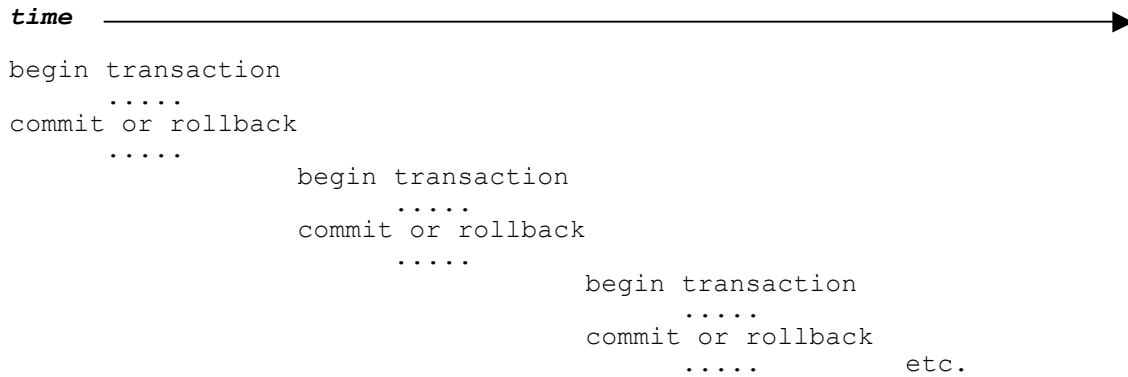 time
begin transaction
.....
commit or rollback
.....
begin transaction
.....
commit or rollback
.....
begin transaction
.....
commit or rollback
..... etc.